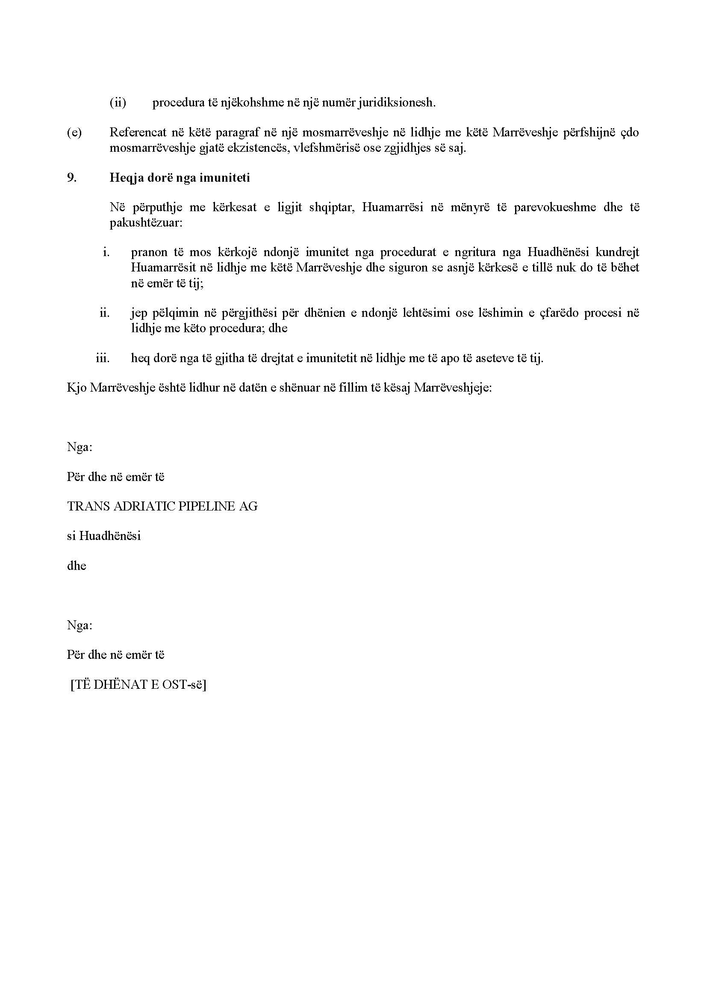 (ii) procedura të njëkohshme në një numër juridiksionesh.
(e) Referencat në këtë paragraf në një mosmarrëveshje në lidhje me këtë Marrëveshje përfshijnë çdo
mosmarrëveshje gjatë ekzistencës, vlefshmërisë ose zgjidhjes së saj.
9. Heqja dorë nga imuniteti
Në përputhje me kërkesat e ligjit shqiptar, Huamarrësi në mënyrë të parevokueshme dhe të
pakushtëzuar:
i. pranon të mos kërkojë ndonjë imunitet nga procedurat e ngritura nga Huadhënësi kundrejt
Huamarrësit në lidhje me këtë Marrëveshje dhe siguron se asnjë kërkesë e tillë nuk do të bëhet
në emër të tij;
ii. jep pëlqimin në përgjithësi për dhënien e ndonjë lehtësimi ose lëshimin e çfarëdo procesi në
lidhje me këto procedura; dhe
iii. heq dorë nga të gjitha të drejtat e imunitetit në lidhje me të apo të aseteve të tij.
Kjo Marrëveshje është lidhur në datën e shënuar në fillim të kësaj Marrëveshjeje:
Nga:
Për dhe në emër të
TRANS ADRIATIC PIPELINE AG
si Huadhënësi
dhe
Nga:
Për dhe në emër të
[TË DHËNAT E OST-së]